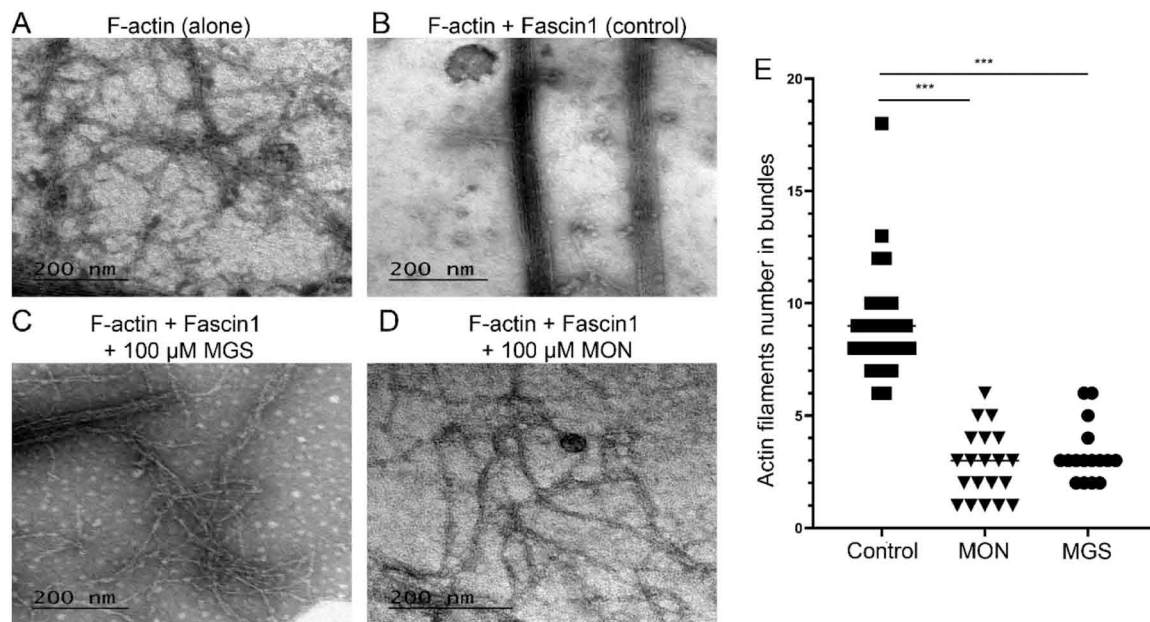 A
F-actin (alone)
200 nm
B
F-actin + Fascin1 (control)
200 nm
C
F-actin + Fascin1
+ 100 µM MGS
200 nm
D
F-actin + Fascin1
+ 100 µM MON
200 nm
E
Actin filaments number in bundles
20
15
10
5
0
***
***
Control
MON
MGS